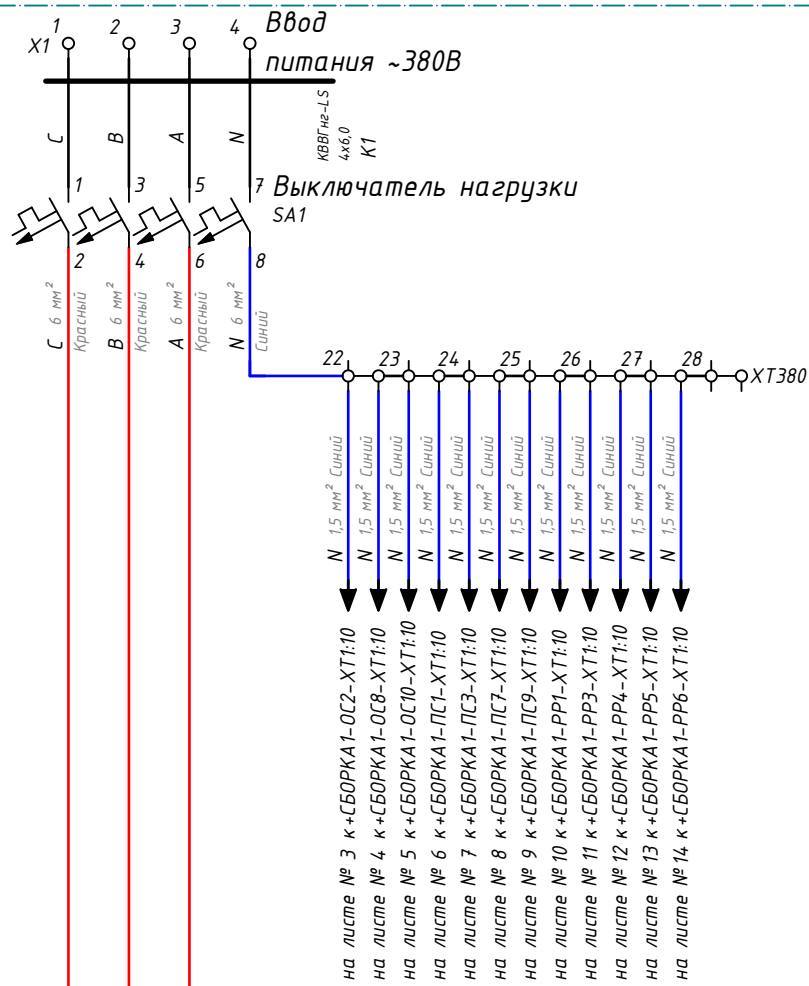 1 2 3 4 Ввод
X1
питания ~380В
C B A N КВВГнг-LS
4x6,0
K1
1 3 5 7 Выключатель нагрузки
SA1
2 4 6 8
C 6 мм² Красный
B 6 мм² Красный
A 6 мм² Красный
N 6 мм² Синий
22 23 24 25 26 27 28 XT380
N 1,5 мм² Синий
N 1,5 мм² Синий
N 1,5 мм² Синий
N 1,5 мм² Синий
N 1,5 мм² Синий
N 1,5 мм² Синий
N 1,5 мм² Синий
N 1,5 мм² Синий
N 1,5 мм² Синий
N 1,5 мм² Синий
N 1,5 мм² Синий
N 1,5 мм² Синий
на листе № 3 к +СБОРКА1-ОС2-XT1:10
на листе № 4 к +СБОРКА1-ОС8-XT1:10
на листе № 5 к +СБОРКА1-ОС10-XT1:10
на листе № 6 к +СБОРКА1-ПС1-XT1:10
на листе № 7 к +СБОРКА1-ПС3-XT1:10
на листе № 8 к +СБОРКА1-ПС7-XT1:10
на листе № 9 к +СБОРКА1-ПС9-XT1:10
на листе № 10 к +СБОРКА1-РР1-XT1:10
на листе № 11 к +СБОРКА1-РР3-XT1:10
на листе № 12 к +СБОРКА1-РР4-XT1:10
на листе № 13 к +СБОРКА1-РР5-XT1:10
на листе № 14 к +СБОРКА1-РР6-XT1:10